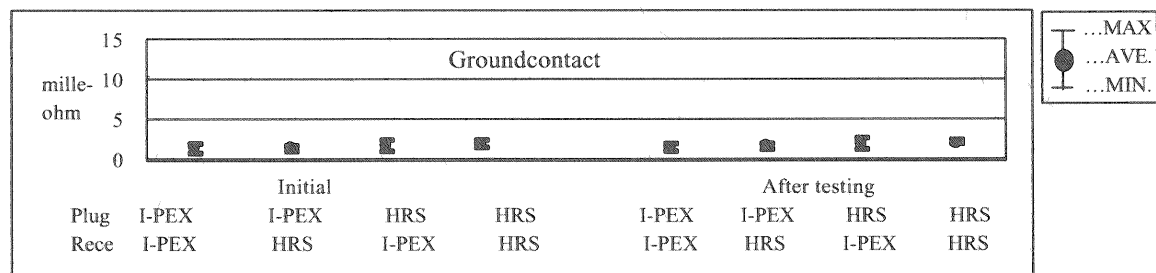 15
Groundcontact
10
mille-
ohm
5
0
Initial After testing
Plug I-PEX I-PEX HRS HRS I-PEX I-PEX HRS HRS
Rece I-PEX HRS I-PEX HRS I-PEX HRS I-PEX HRS
...MAX
...AVE.
...MIN.